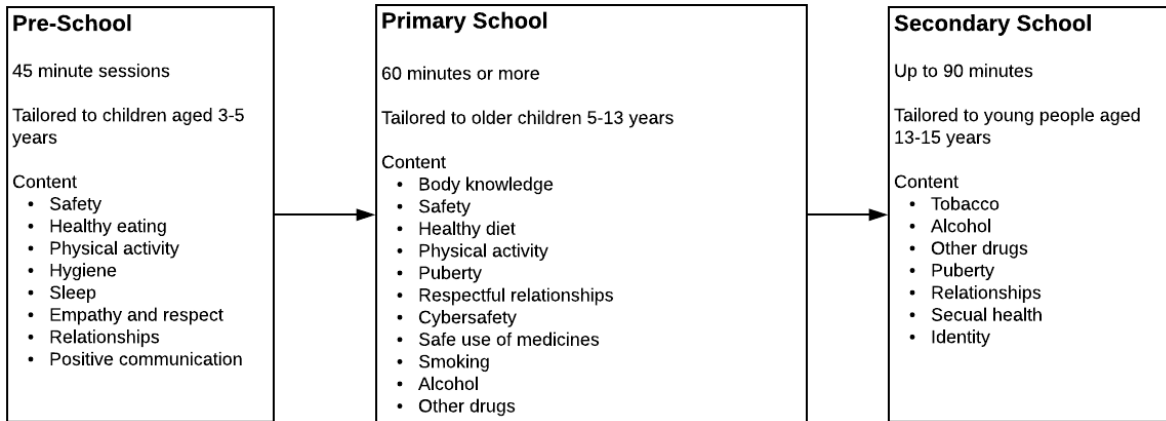 Pre-School
45 minute sessions
Tailored to children aged 3-5
years
Content
• Safety
• Healthy eating
• Physical activity
• Hygiene
• Sleep
• Empathy and respect
• Relationships
• Positive communication
Primary School
60 minutes or more
Tailored to older children 5-13 years
Content
• Body knowledge
• Safety
• Healthy diet
• Physical activity
• Puberty
• Respectful relationships
• Cybersafety
• Safe use of medicines
• Smoking
• Alcohol
• Other drugs
Secondary School
Up to 90 minutes
Tailored to young people aged
13-15 years
Content
• Tobacco
• Alcohol
• Other drugs
• Puberty
• Relationships
• Secual health
• Identity